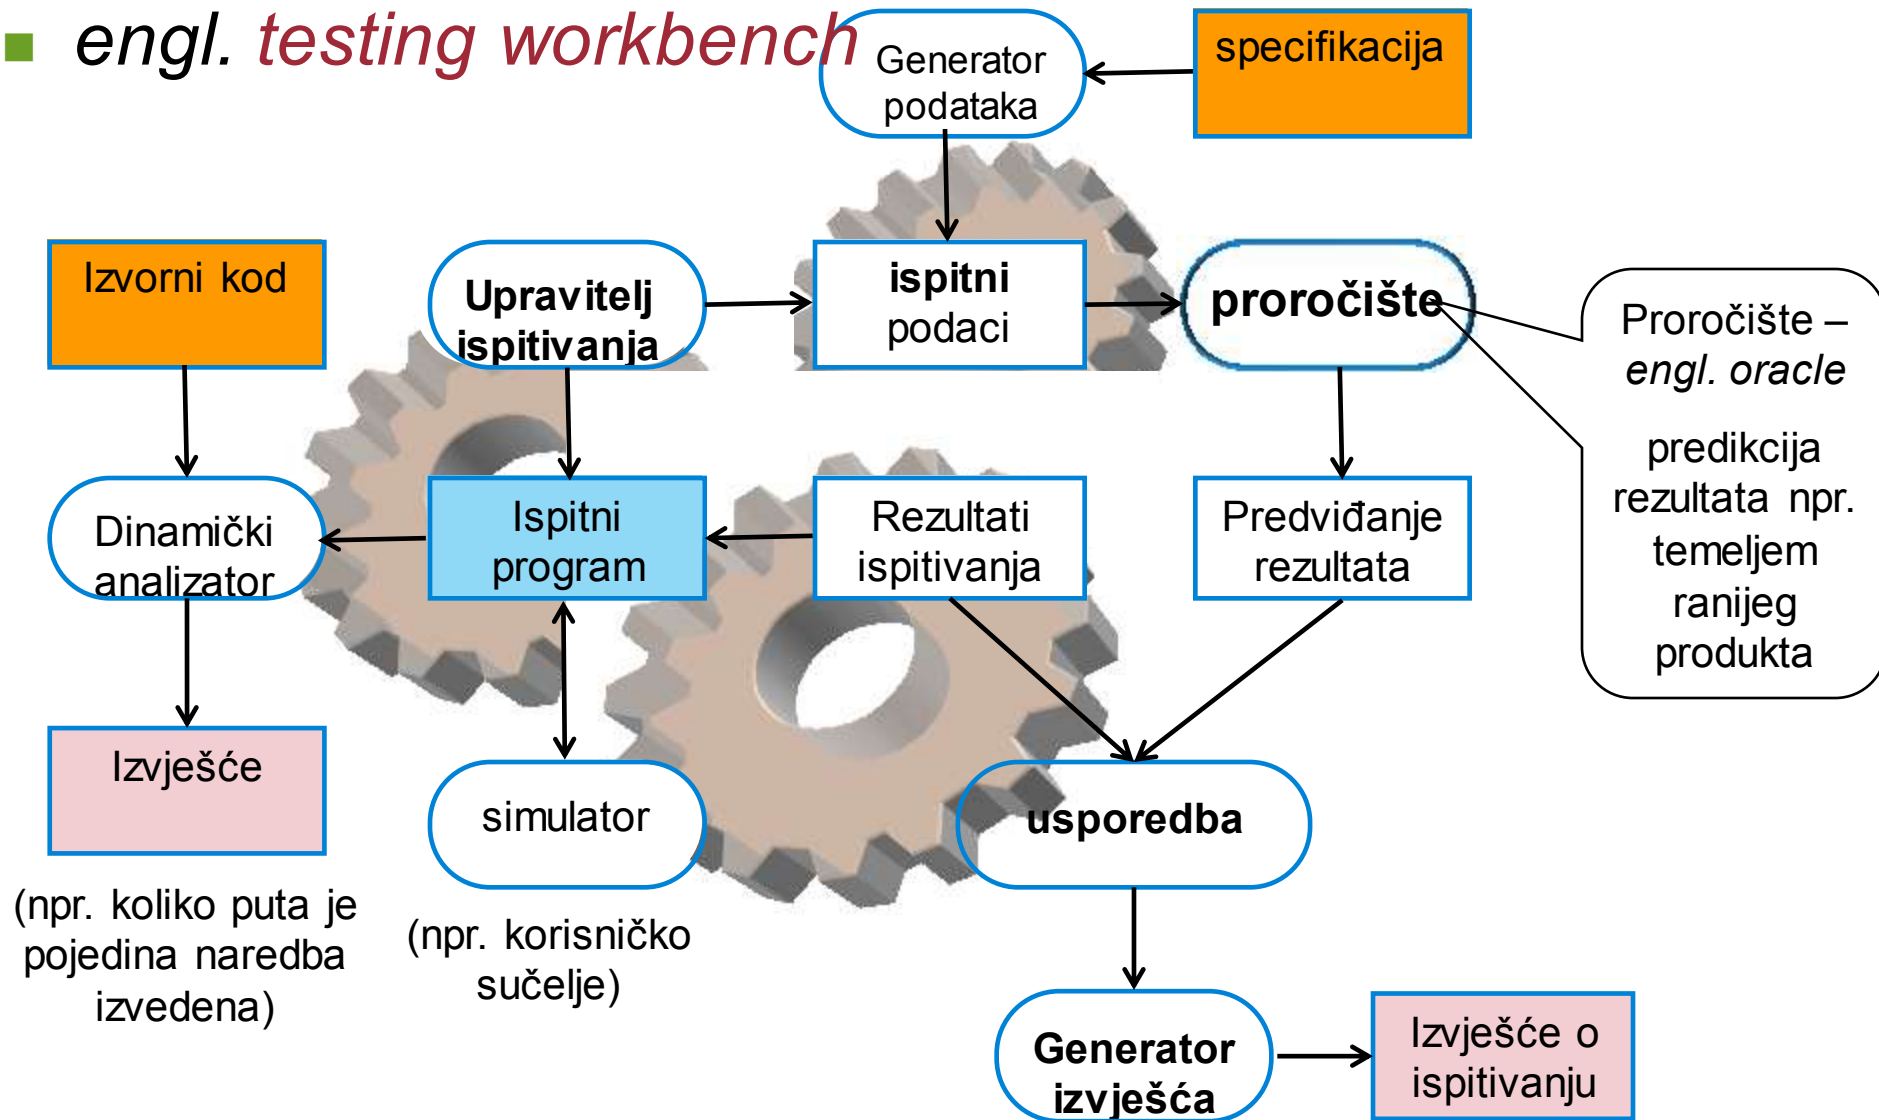 engl. testing workbench
Generator
podataka
specifikacija
Izvorni kod
Upravitelj
ispitivanja
ispitni
podaci
proročište
Proročište –
engl. oracle
predikcija
rezultata npr.
temeljem
ranijeg
produkta
Dinamički
analizator
Ispitni
program
Rezultati
ispitivanja
Predviđanje
rezultata
Izvješće
simulator
usporedba
(npr. koliko puta je
pojedina naredba
izvedena)
(npr. korisničko
sučelje)
Generator
izvješća
Izvješće o
ispitivanju